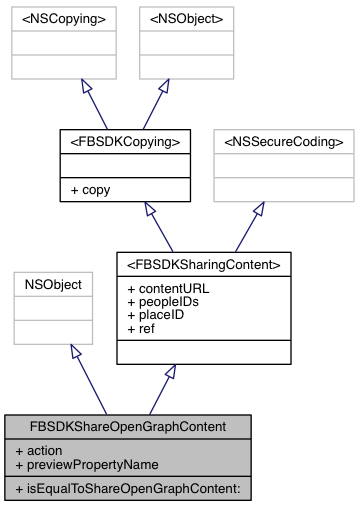 <NSCopying>
<NSObject>
<FBSDKCopying>
+ copy
<NSSecureCoding>
<FBSDKSharingContent>
+ contentURL
+ peopleIDs
+ placeID
+ ref
NSObject
FBSDKShareOpenGraphContent
+ action
+ previewPropertyName
+ isEqualToShareOpenGraphContent: